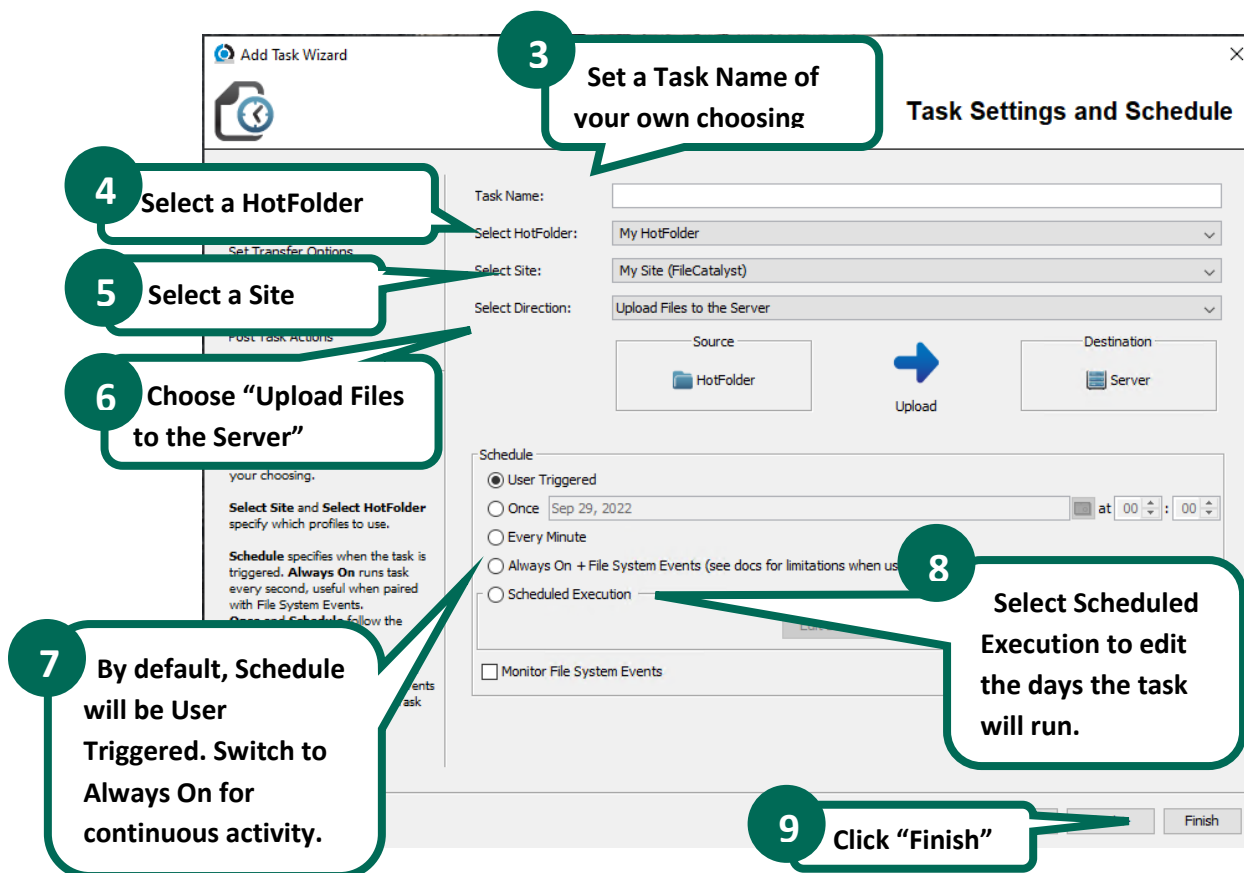 Add Task Wizard
3
Set a Task Name of
your own choosing
Task Settings and Schedule
4
Select a HotFolder
Task Name:
Select HotFolder:
My HotFolder
Set Transfer Options
5
Select a Site
Select Site:
My Site (FileCatalyst)
Select Direction:
Upload Files to the Server
Post Task Actions
6
Choose “Upload Files
to the Server”
Source
HotFolder
Upload
Destination
Server
your choosing.
Select Site and Select HotFolder
specify which profiles to use.
Schedule specifies when the task is
triggered. Always On runs task
every second, useful when paired
with File System Events.
Once and Schedule follow the
Schedule
User Triggered
Once Sep 29, 2022 at 00 : 00
Every Minute
Always On + File System Events (see docs for limitations when us
Scheduled Execution
Monitor File System Events
7
By default, Schedule
will be User
Triggered. Switch to
Always On for
continuous activity.
8
Select Scheduled
Execution to edit
the days the task
will run.
9
Click “Finish”
Finish